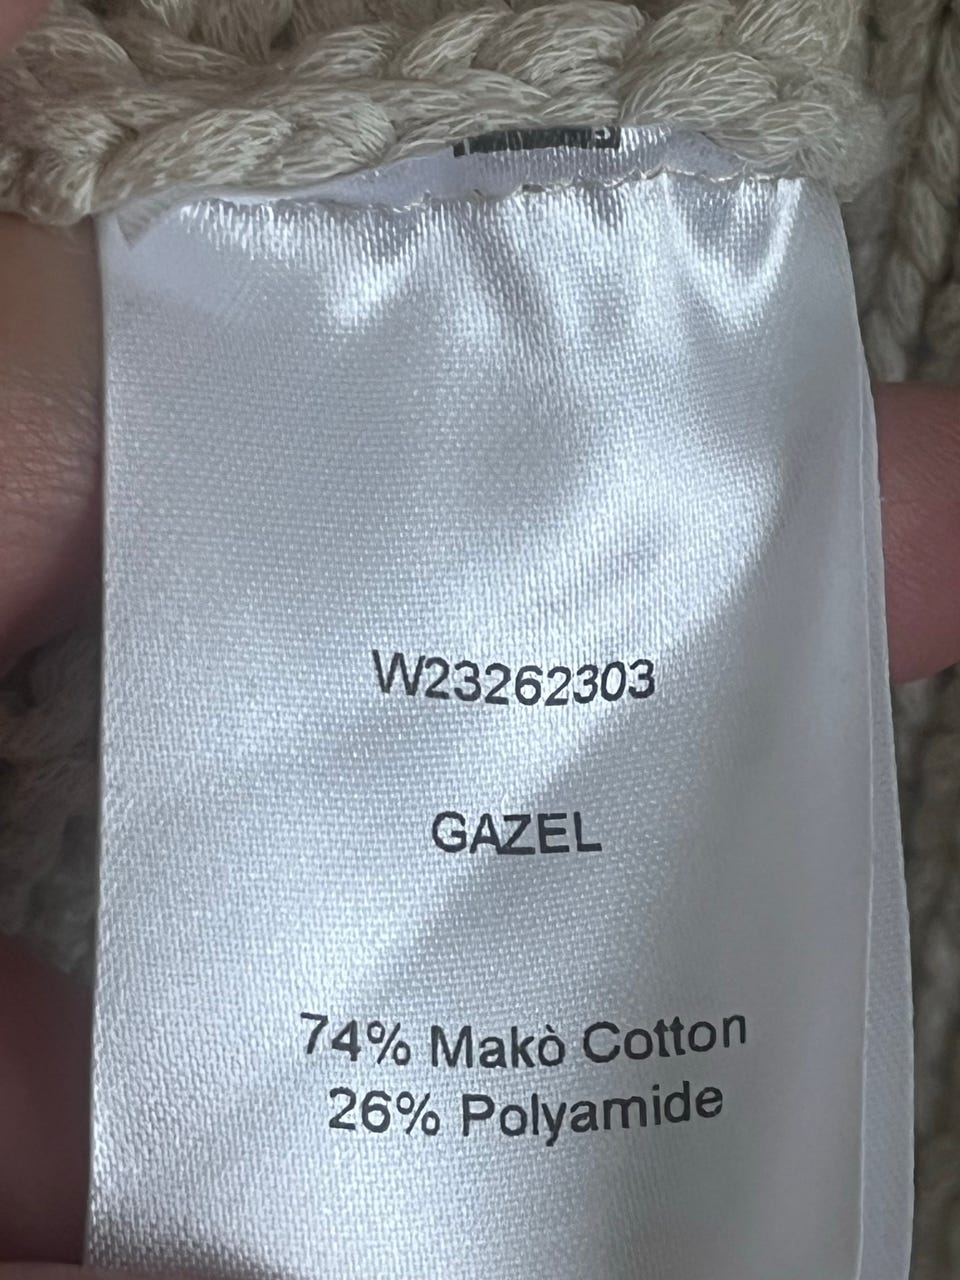 W23262303
GAZEL
74% Makò Cotton
26% Polyamide